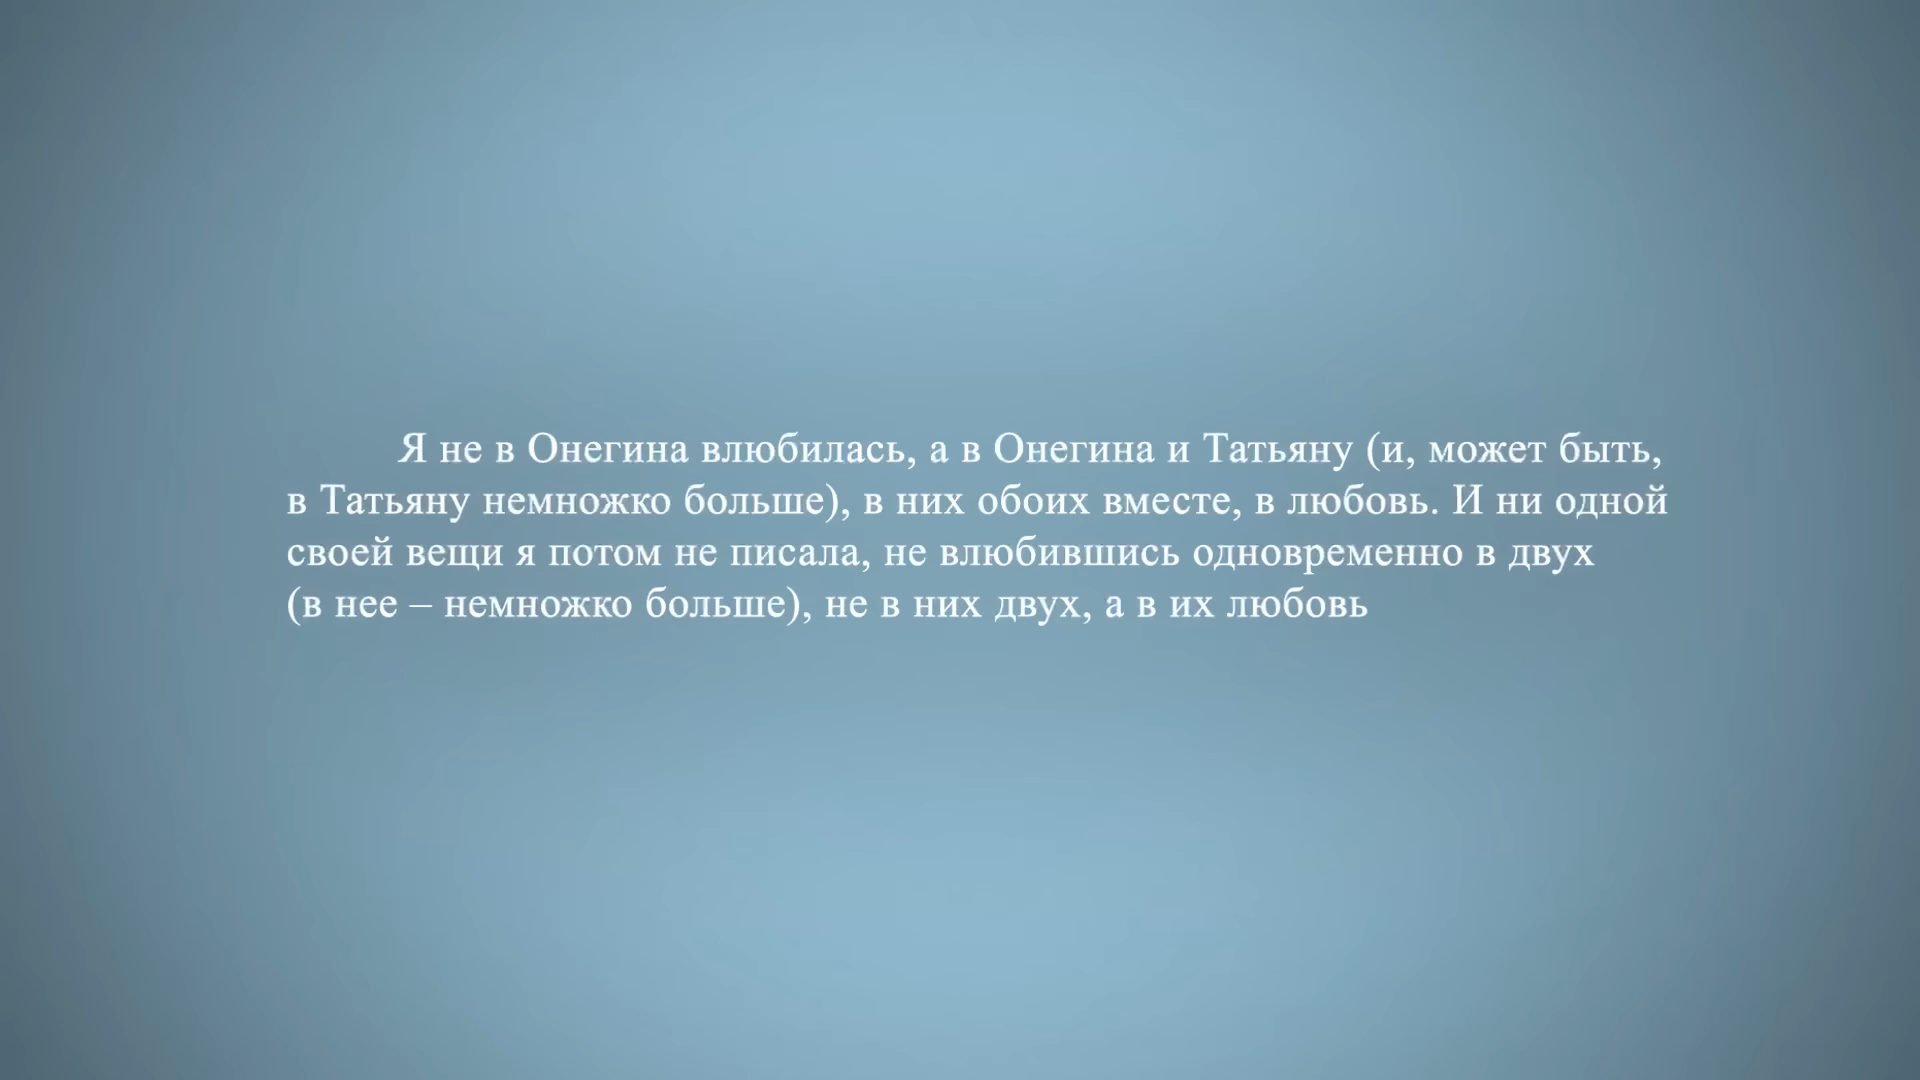 Я не в Онегина влюбилась, а в Онегина и Татьяну (и, может быть,
в Татьяну немножко больше), в них обоих вместе, в любовь. И ни одной
своей вещи я потом не писала, не влюбившись одновременно в двух
(в нее – немножко больше), не в них двух, а в их любовь